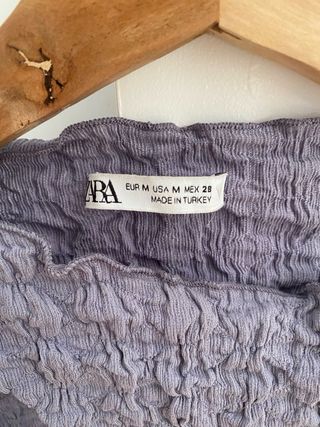 ZARA
EUR M USA M MEX 28
MADE IN TURKEY